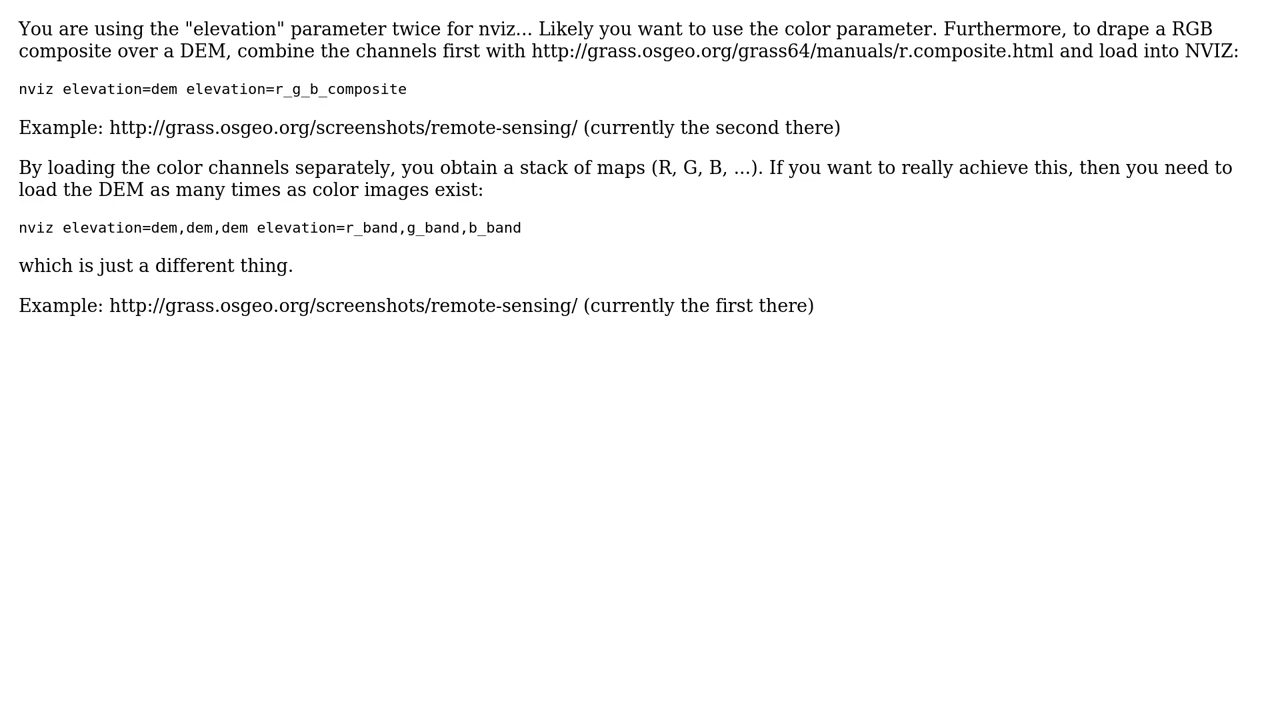 You are using the "elevation" parameter twice for nviz... Likely you want to use the color parameter. Furthermore, to drape a RGB
composite over a DEM, combine the channels first with http://grass.osgeo.org/grass64/manuals/r.composite.html and load into NVIZ:
nviz elevation=dem elevation=r_g_b_composite
Example: http://grass.osgeo.org/screenshots/remote-sensing/ (currently the second there)
By loading the color channels separately, you obtain a stack of maps (R, G, B, ...). If you want to really achieve this, then you need to
load the DEM as many times as color images exist:
nviz elevation=dem,dem,dem elevation=r_band,g_band,b_band
which is just a different thing.
Example: http://grass.osgeo.org/screenshots/remote-sensing/ (currently the first there)